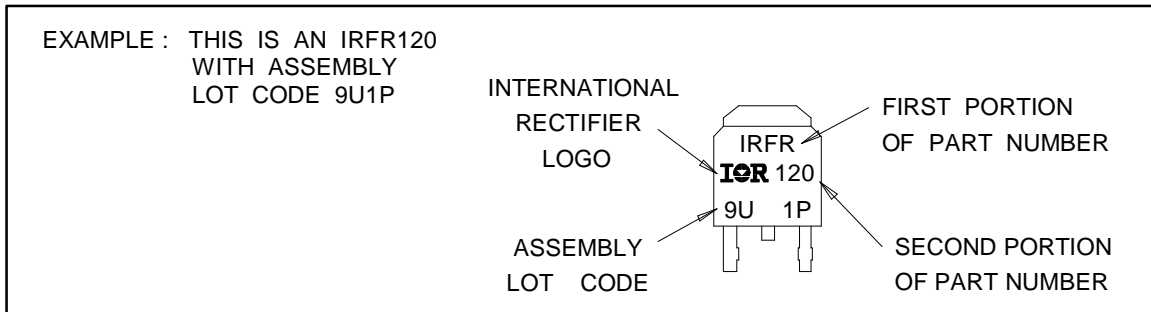 EXAMPLE : THIS IS AN IRFR120
WITH ASSEMBLY
LOT CODE 9U1P
INTERNATIONAL
RECTIFIER
LOGO
FIRST PORTION
OF PART NUMBER
IRFR
IOR 120
9U 1P
ASSEMBLY
LOT CODE
SECOND PORTION
OF PART NUMBER